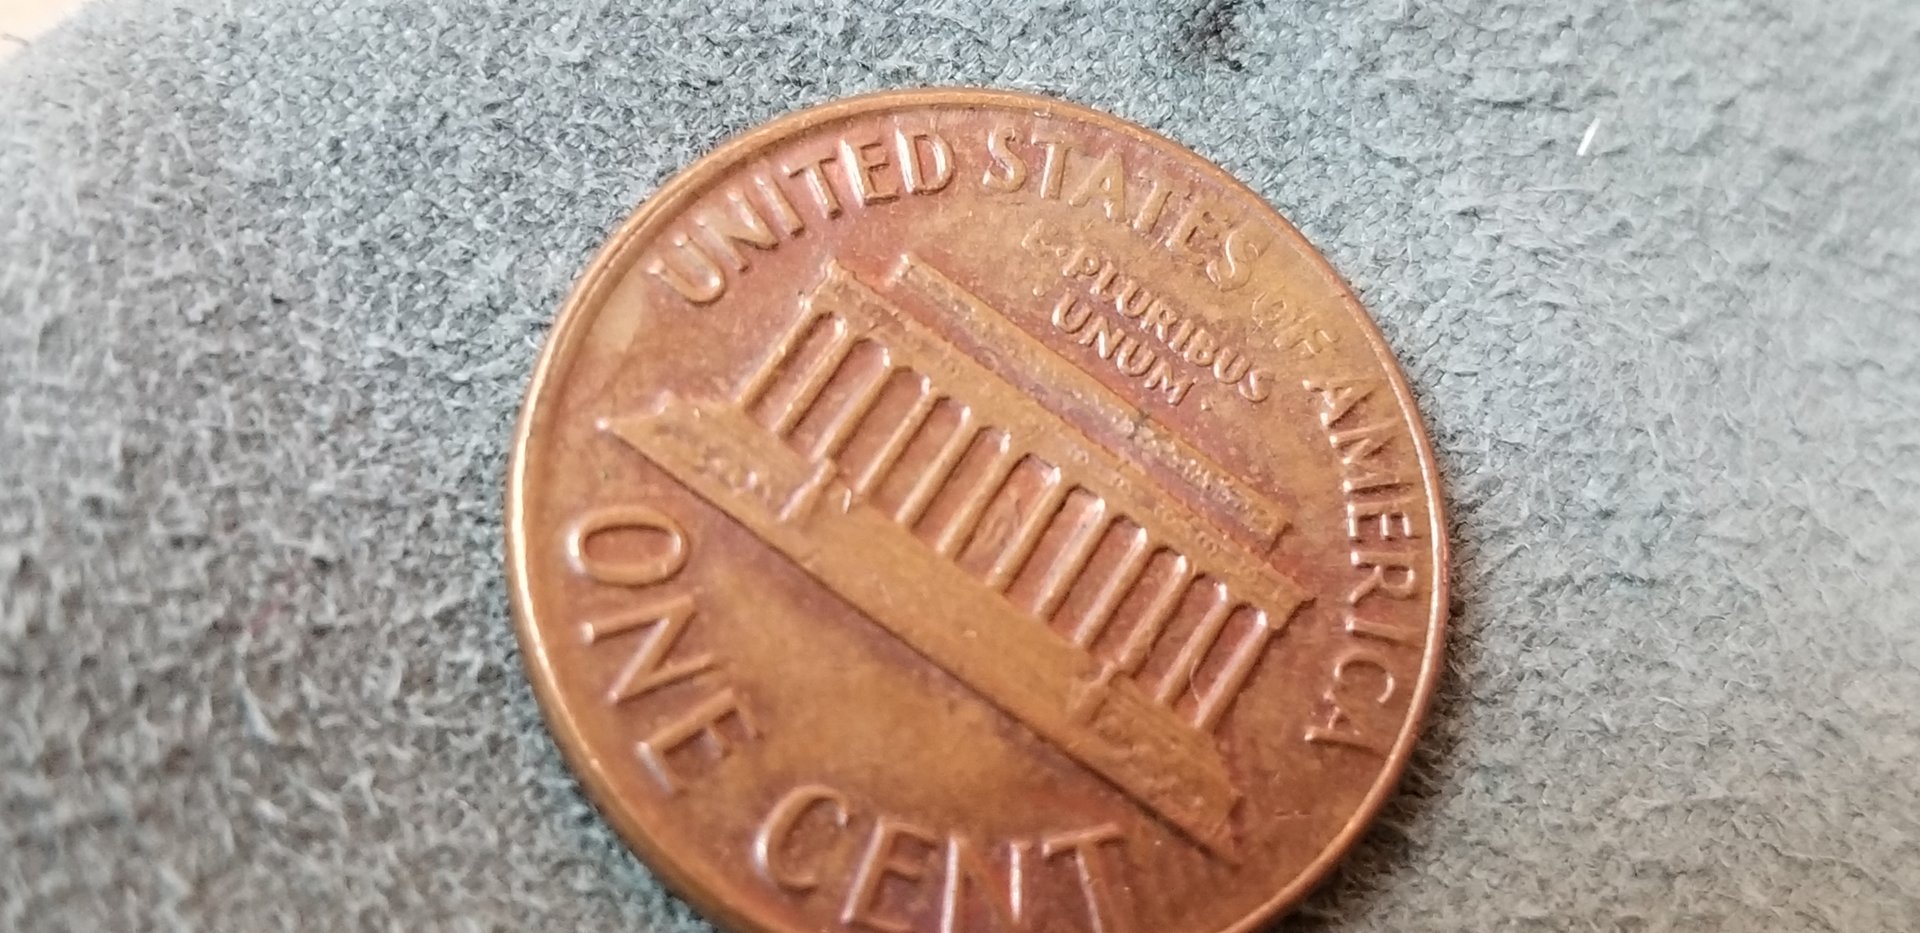 UNITED STATES OF AMERICA
E · PLURIBUS
UNUM ·
ONE CENT